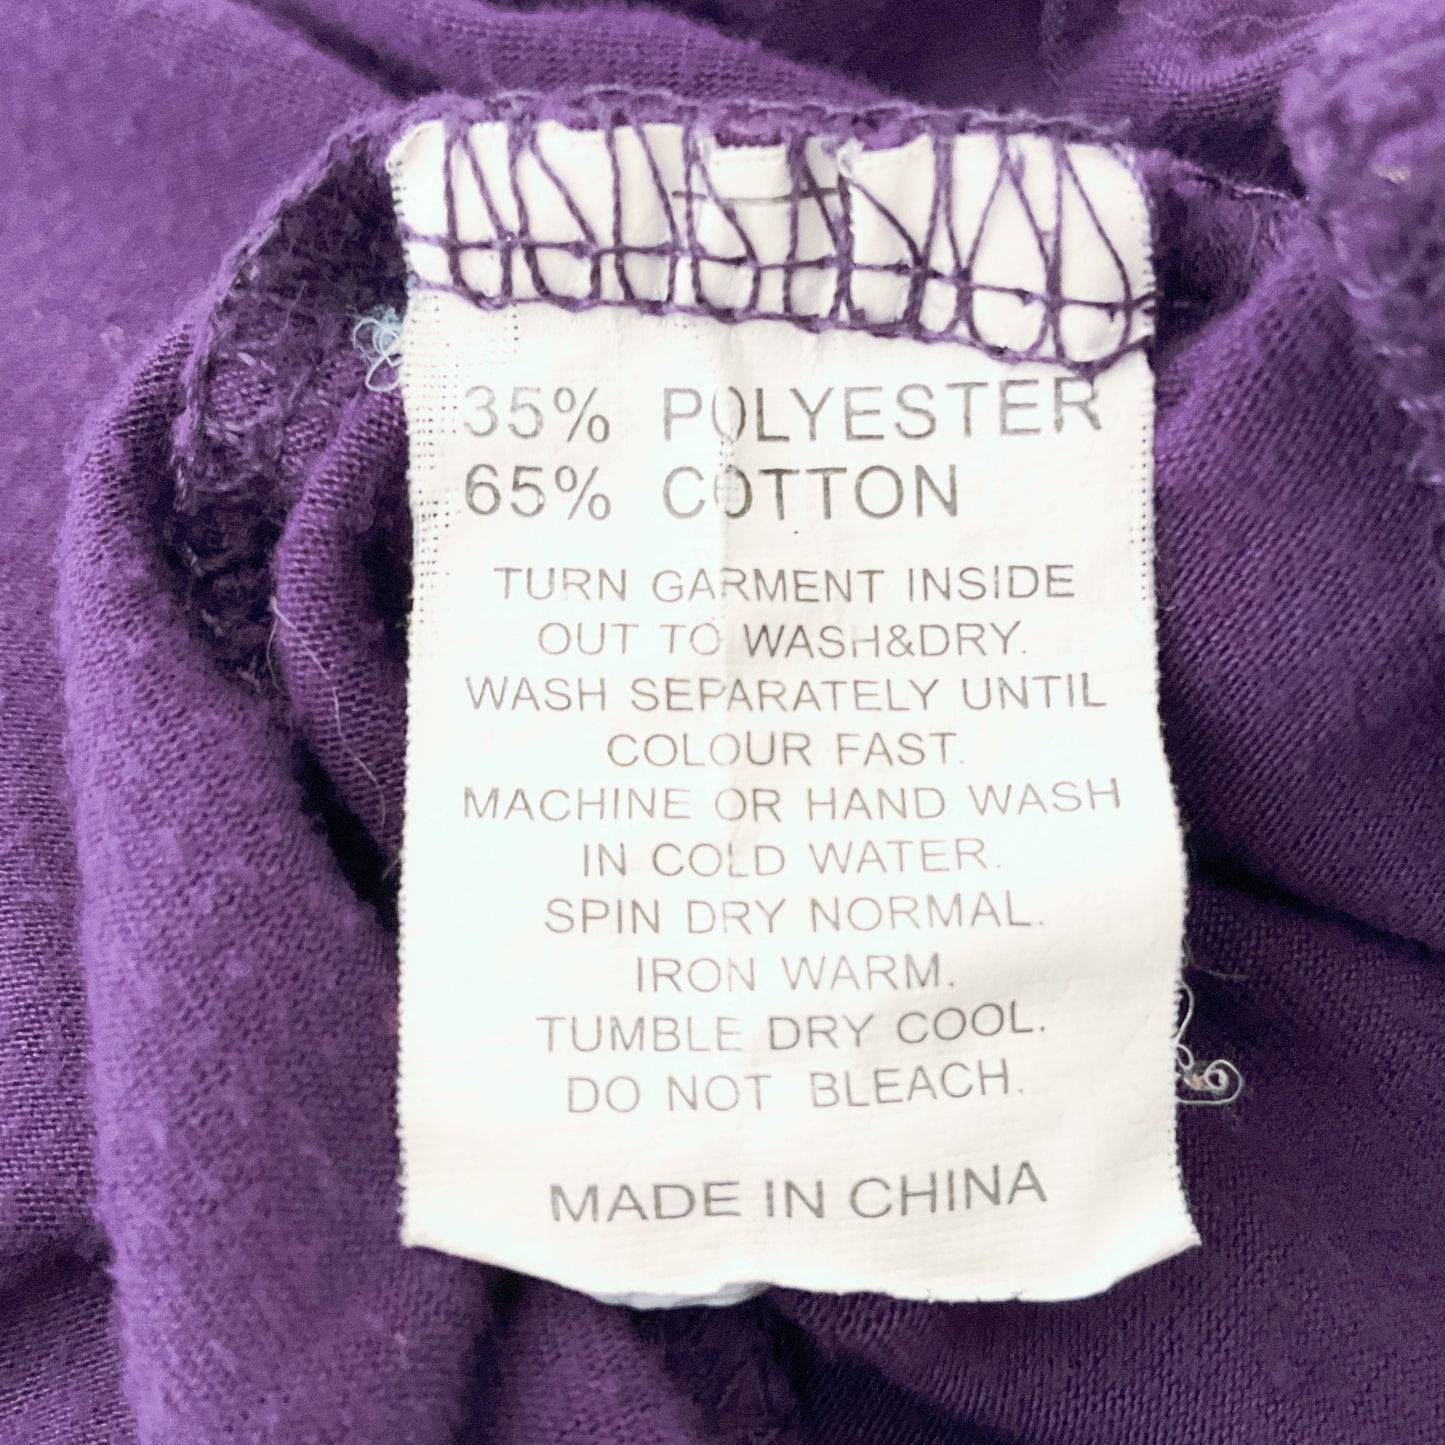 35% POLYESTER
65% COTTON
TURN GARMENT INSIDE
OUT TO WASH&DRY.
WASH SEPARATELY UNTIL
COLOUR FAST.
MACHINE OR HAND WASH
IN COLD WATER.
SPIN DRY NORMAL.
IRON WARM.
TUMBLE DRY COOL.
DO NOT BLEACH.
MADE IN CHINA